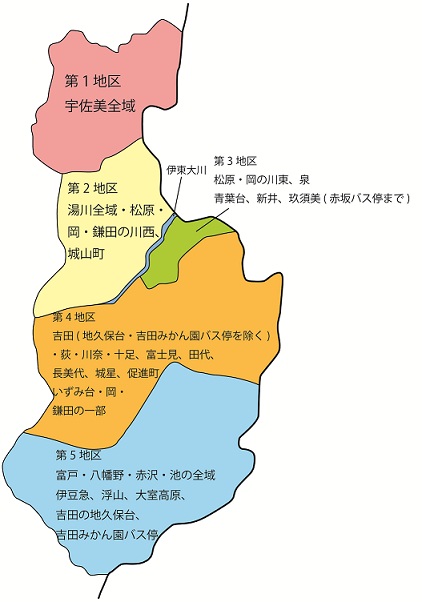 第1地区
宇佐美全域
第2地区
湯川全域・松原・
岡・鎌田の川西、
城山町
伊東大川
第3地区
松原・岡の川東、泉
青葉台、新井、玖須美(赤坂バス停まで)
第4地区
吉田(地久保台・吉田みかん園バス停を除く)
・荻・川奈・十足、富士見、田代、
長美代、城星、促進町
いずみ台・岡・
鎌田の一部
第5地区
富戸・八幡野・赤沢・池の全域
伊豆急、浮山、大室高原、
吉田の地久保台、
吉田みかん園バス停